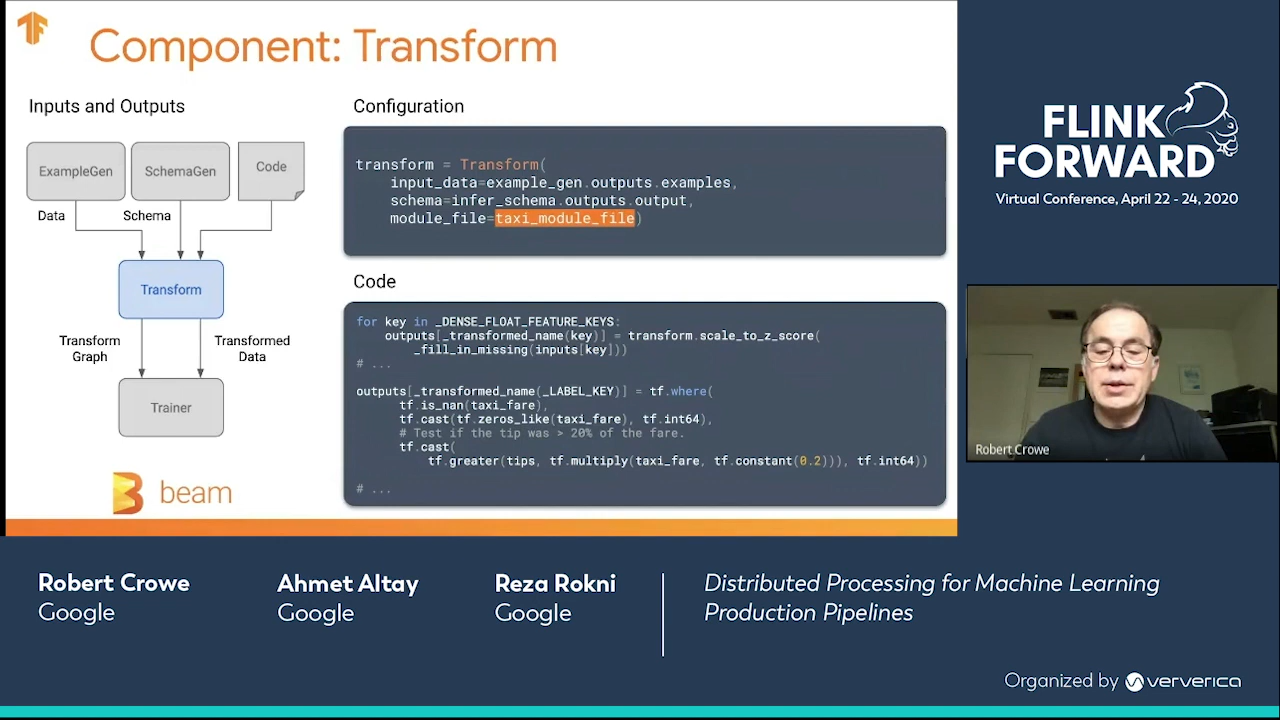 Component: Transform
Inputs and Outputs
ExampleGen
SchemaGen
Code
Data
Schema
Transform
Transform
Graph
Transformed
Data
Trainer
beam
Configuration
transform = Transform(
input_data=example_gen.outputs.examples,
schema=infer_schema.outputs.output,
module_file=taxi_module_file)
Code
for key in _DENSE_FLOAT_FEATURE_KEYS:
outputs[_transformed_name(key)] = transform.scale_to_z_score(
_fill_in_missing(inputs[key]))
# ...
outputs[_transformed_name(_LABEL_KEY)] = tf.where(
tf.is_nan(taxi_fare),
tf.cast(tf.zeros_like(taxi_fare), tf.int64),
# Test if the tip was > 20% of the fare.
tf.cast(
tf.greater(tips, tf.multiply(taxi_fare, tf.constant(0.2))), tf.int64))
# ...
FLINK
FORWARD
Virtual Conference, April 22 - 24, 2020
Robert Crowe
Robert Crowe
Google
Ahmet Altay
Google
Reza Rokni
Google
Distributed Processing for Machine Learning
Production Pipelines
Organized by ververica